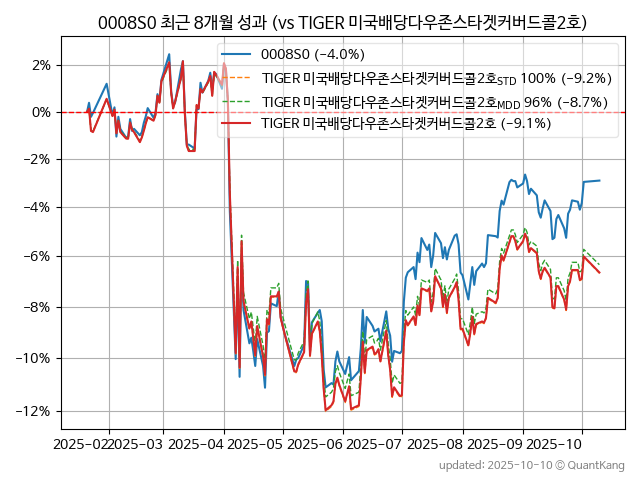 0008S0 최근 8개월 성과 (vs TIGER 미국배당다우존스타겟커버드콜2호)
0008S0 (−4.0%)
TIGER 미국배당다우존스타겟커버드콜2호STD 100% (−9.2%)
TIGER 미국배당다우존스타겟커버드콜2호MDD 96% (−8.7%)
TIGER 미국배당다우존스타겟커버드콜2호 (−9.1%)
2%
0%
−2%
−4%
−6%
−8%
−10%
−12%
2025-02 2025-03 2025-04 2025-05 2025-06 2025-07 2025-08 2025-09 2025-10
updated: 2025-10-10 © QuantKang